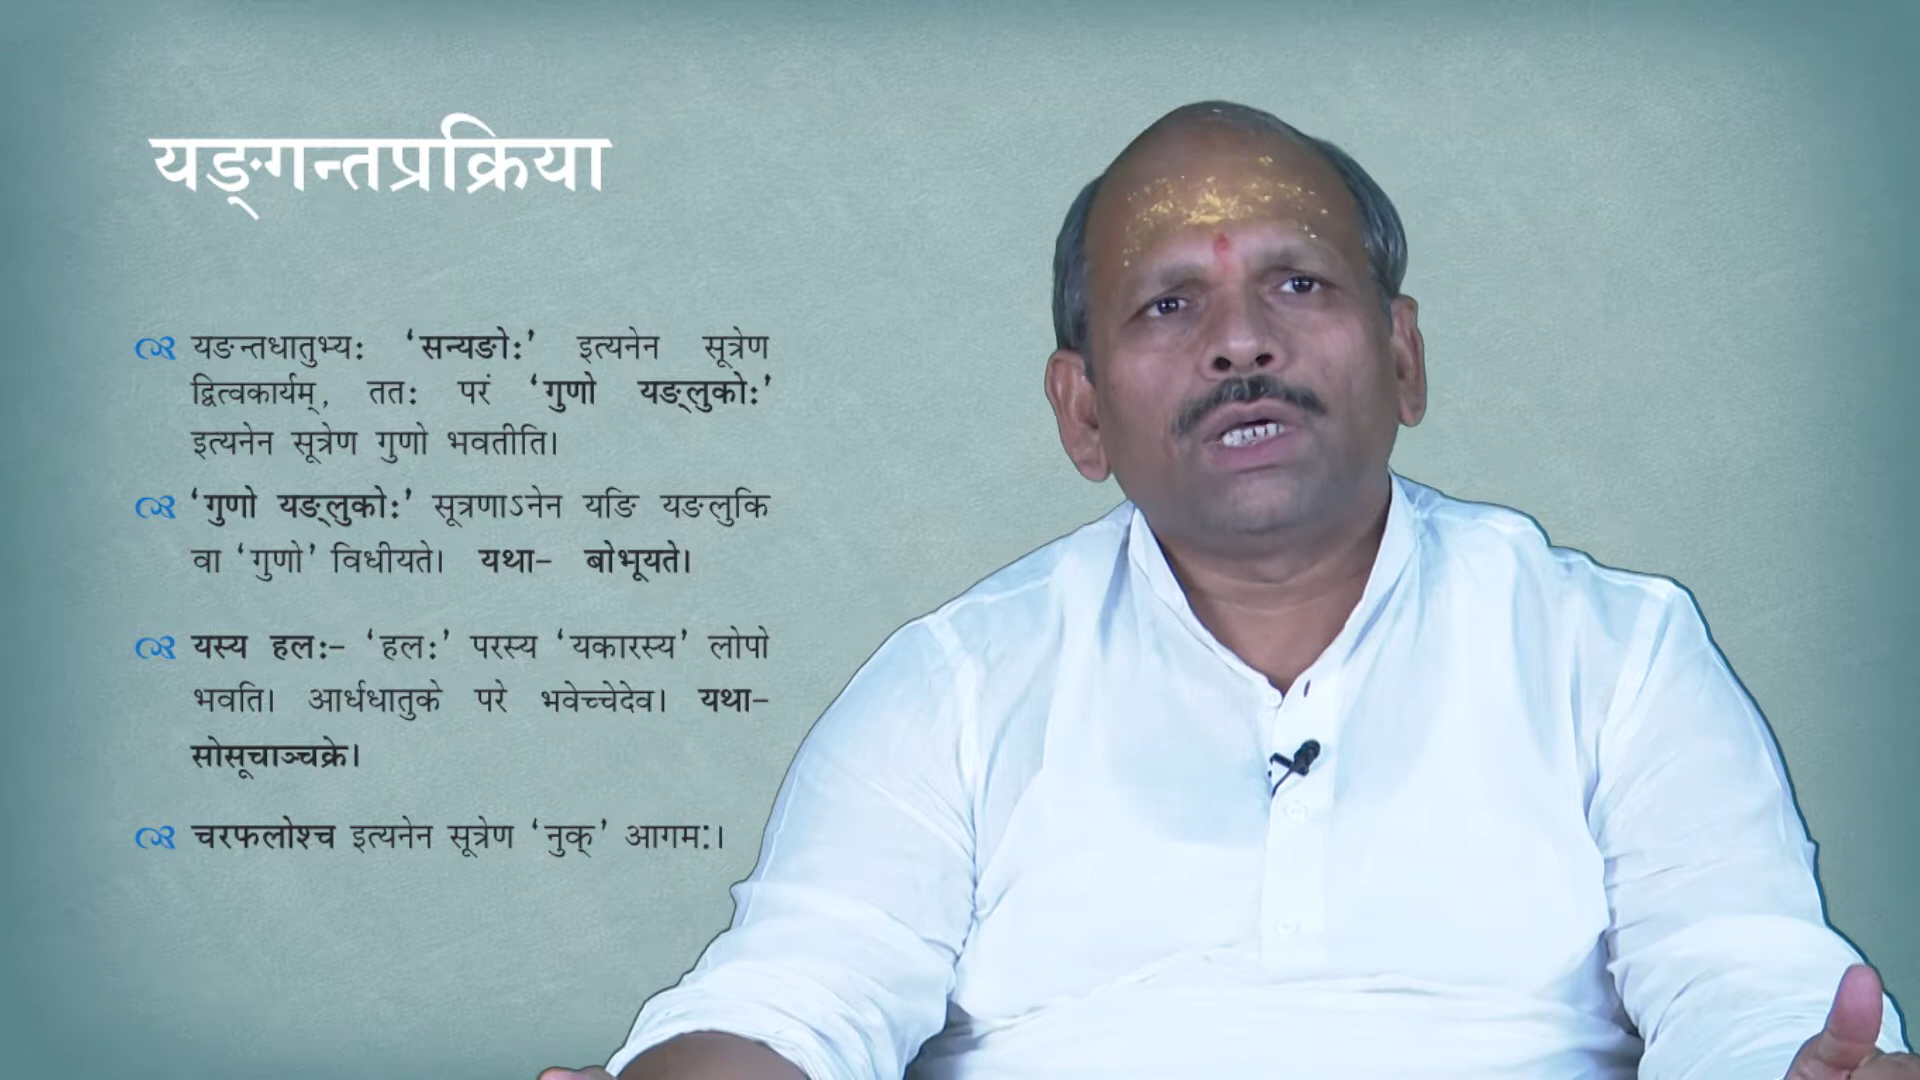 यङ्गन्तप्रक्रिया
यङन्तधातुभ्यः ‘सन्यङोः’ इत्यनेन सूत्रेण
द्वित्वकार्यम्, ततः परं ‘गुणो यङ्लुकोः’
इत्यनेन सूत्रेण गुणो भवतीति।
‘गुणो यङ्लुकोः’ सूत्रणाऽनेन यङि यङलुकि
वा ‘गुणो’ विधीयते। यथा- बोभूयते।
यस्य हलः- ‘हलः’ परस्य ‘यकारस्य’ लोपो
भवति। आर्धधातुके परे भवेच्चेदेव। यथा-
सोसूचाञ्चक्रे।
चरफलोश्च इत्यनेन सूत्रेण ‘नुक्’ आगमः।